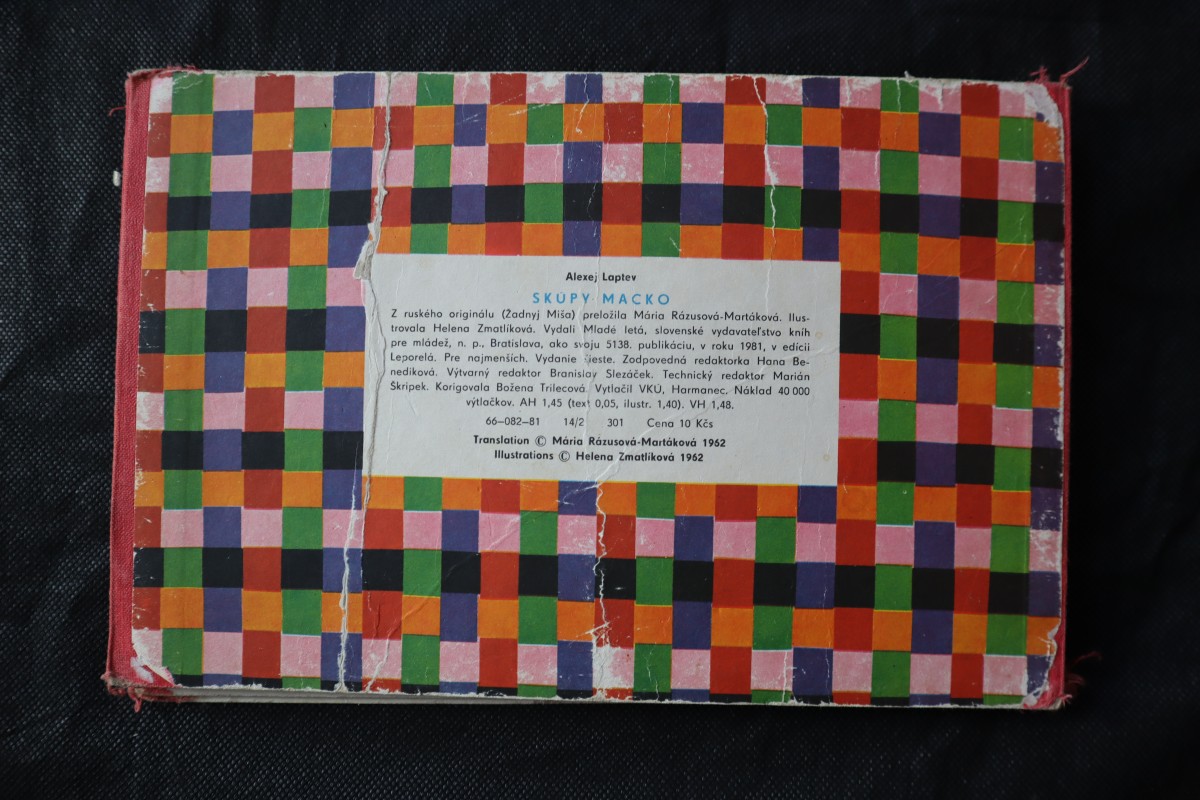 Alexej Laptev
SKÚPY MACKO
Z ruského originálu (Žadnyj Miša) preložila Mária Rázusová-Martáková. Ilus-
trovala Helena Zmatlíková. Vydali Mladé letá, slovenské vydavateľstvo kníh
pre mládež, n. p., Bratislava, ako svoju 5138. publikáciu, v roku 1981, v edícii
Leporelá. Pre najmenších. Vydanie šieste. Zodpovedná redaktorka Hana Be-
nediková. Výtvarný redaktor Branislav Slezáček. Technický redaktor Marián
Škripek. Korigovala Božena Trilecová. Vytlačil VKÚ, Harmanec. Náklad 40 000
výtlačkov. AH 1,45 (text 0,05, ilustr. 1,40). VH 1,48.
66–082–81 14/2 301 Cena 10 Kčs
Translation © Mária Rázusová-Martáková 1962
Illustrations © Helena Zmatlíková 1962